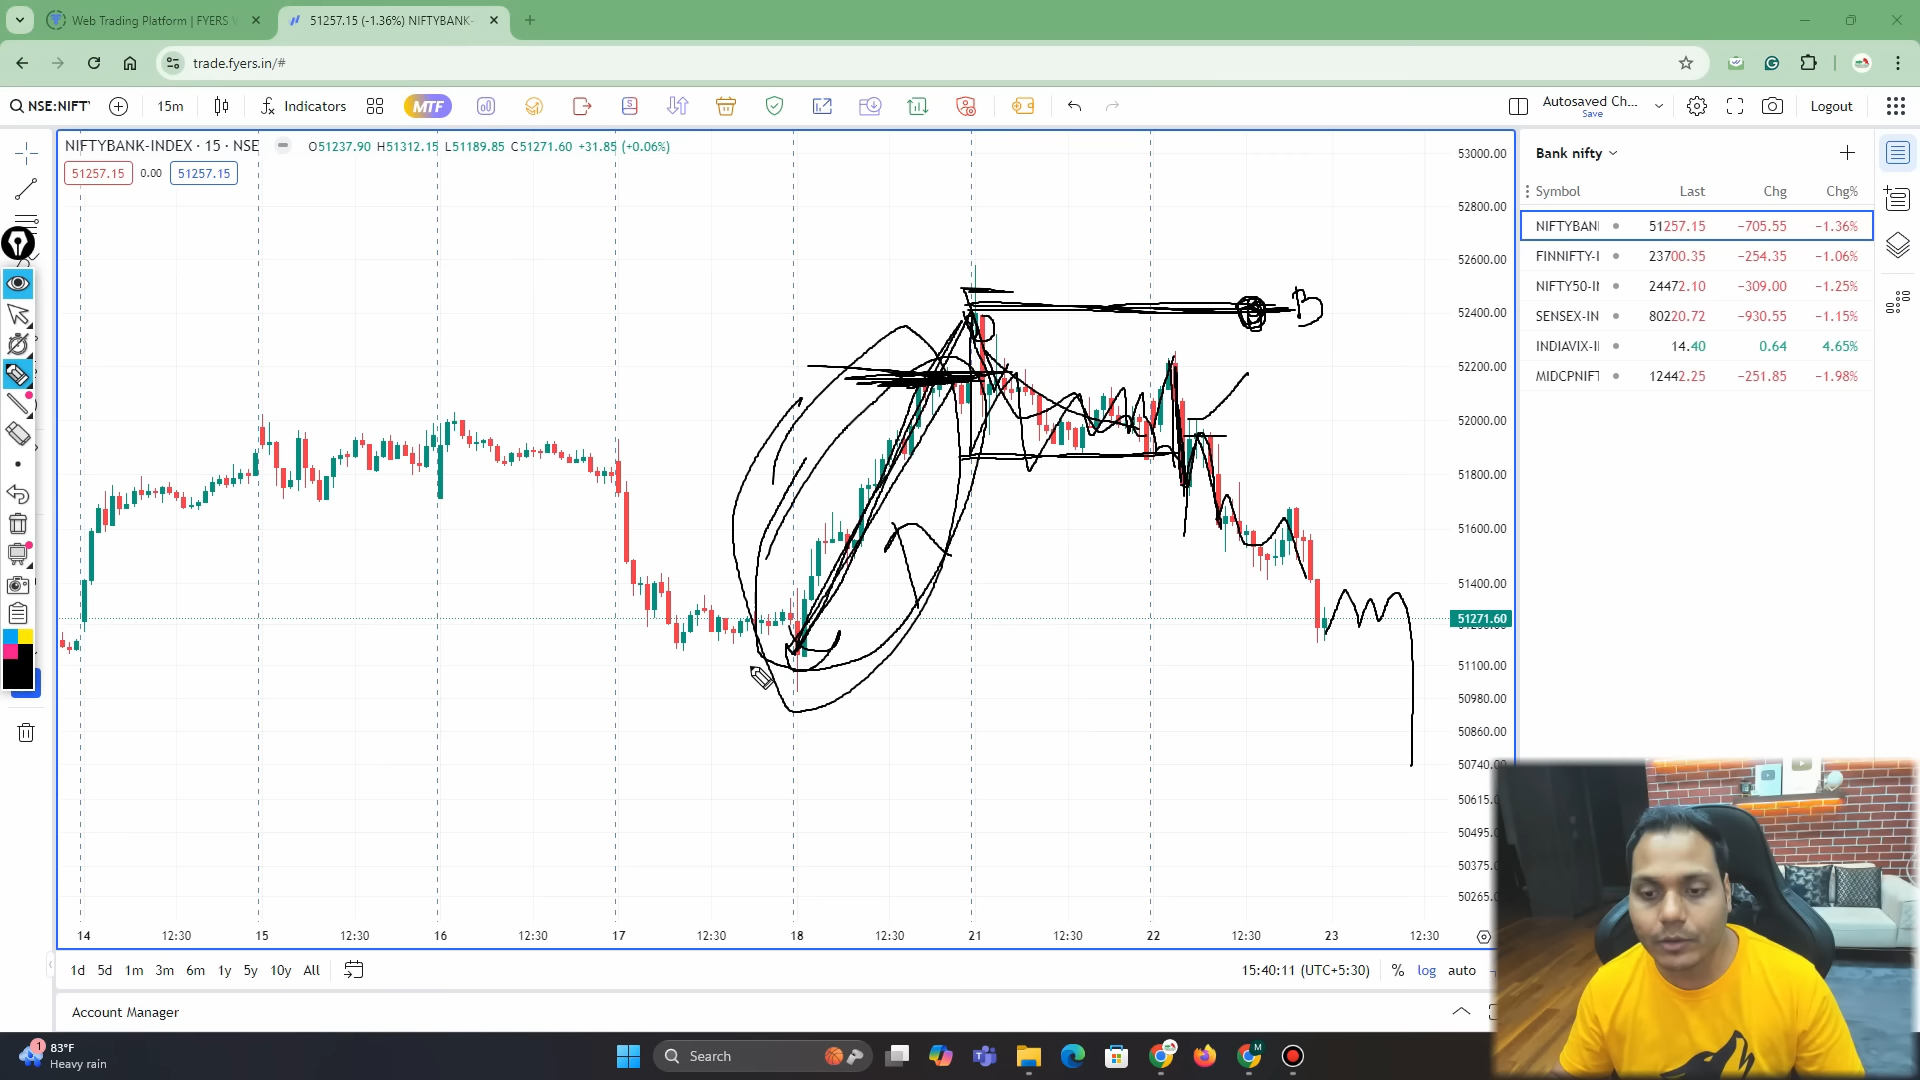 Web Trading Platform | FYERS
51257.15 (-1.36%) NIFTYBANK-
trade.fyers.in/#
NSE:NIFTY
15m
Indicators
MTF
Autosaved Ch...
Save
Logout
NIFTYBANK-INDEX · 15 · NSE
O51237.90 H51312.15 L51189.85 C51271.60 +31.85 (+0.06%)
51257.15
0.00
51257.15
B
53000.00
52800.00
52600.00
52400.00
52200.00
52000.00
51800.00
51600.00
51400.00
51271.60
51100.00
50980.00
50860.00
50740.00
50615.
50495.
50375.
50265.
14 12:30 15 12:30 16 12:30 17 12:30 18 12:30 21 12:30 22 12:30 23 12:30
1d 5d 1m 3m 6m 1y 5y 10y All
15:40:11 (UTC+5:30)
%
log
auto
Account Manager
Bank nifty
Symbol Last Chg Chg%
NIFTYBAN 51257.15 −705.55 −1.36%
FINNIFTY-I 23700.35 −254.35 −1.06%
NIFTY50-IN 24472.10 −309.00 −1.25%
SENSEX-IN 80220.72 −930.55 −1.15%
INDIAVIX-II 14.40 0.64 4.65%
MIDCPNIFT 12442.25 −251.85 −1.98%
1
83°F
Heavy rain
Search
M